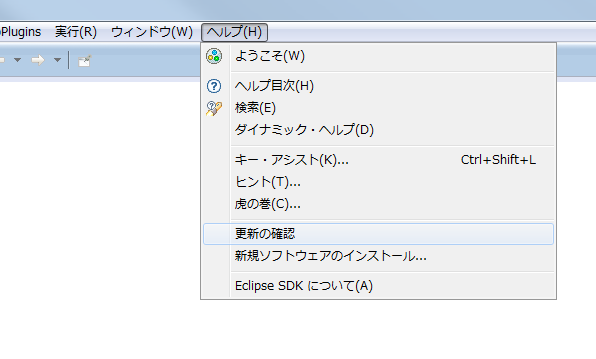 oPlugins 実行(R) ウィンドウ(W) ヘルプ(H)
ようこそ(W)
ヘルプ目次(H)
検索(E)
ダイナミック・ヘルプ(D)
キー・アシスト(K)... Ctrl+Shift+L
ヒント(T)...
虎の巻(C)...
更新の確認
新規ソフトウェアのインストール...
Eclipse SDK について(A)